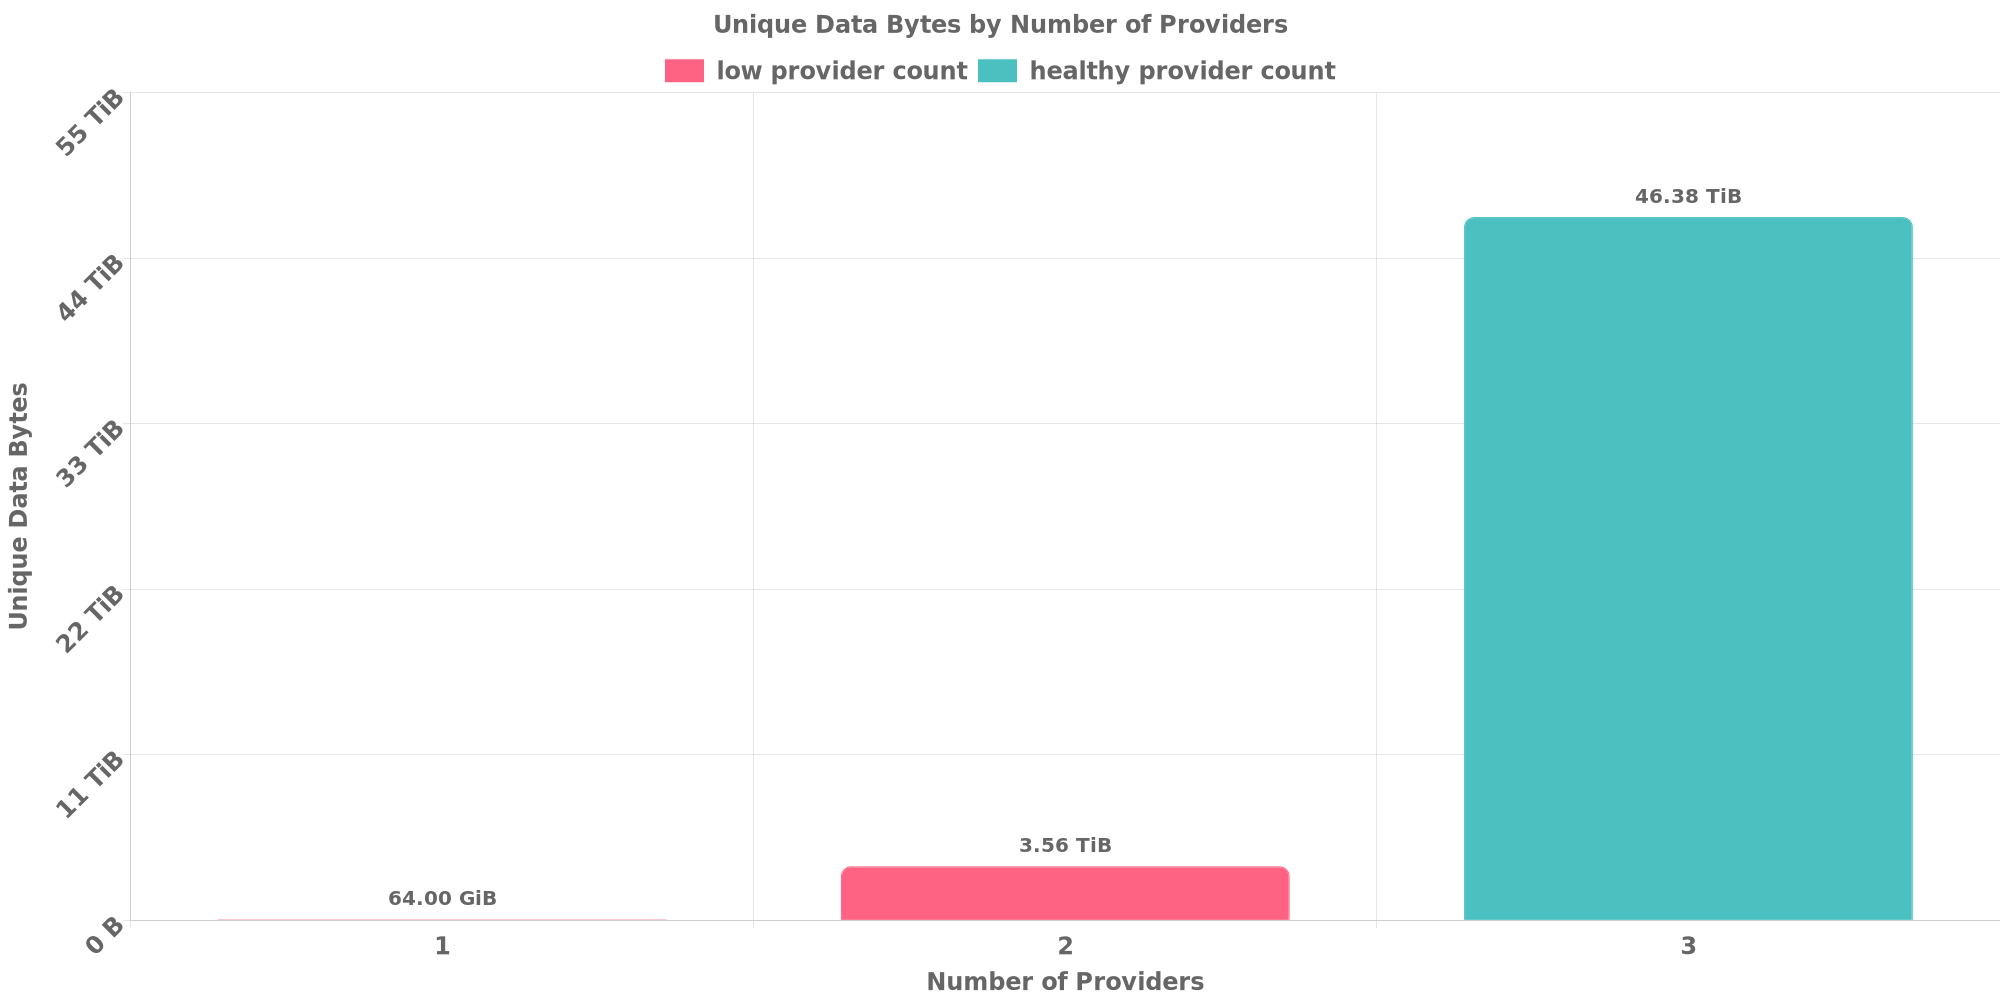 Unique Data Bytes by Number of Providers
low provider count
healthy provider count
55 TiB
44 TiB
33 TiB
22 TiB
11 TiB
0 B
Unique Data Bytes
64.00 GiB
3.56 TiB
46.38 TiB
1
2
3
Number of Providers